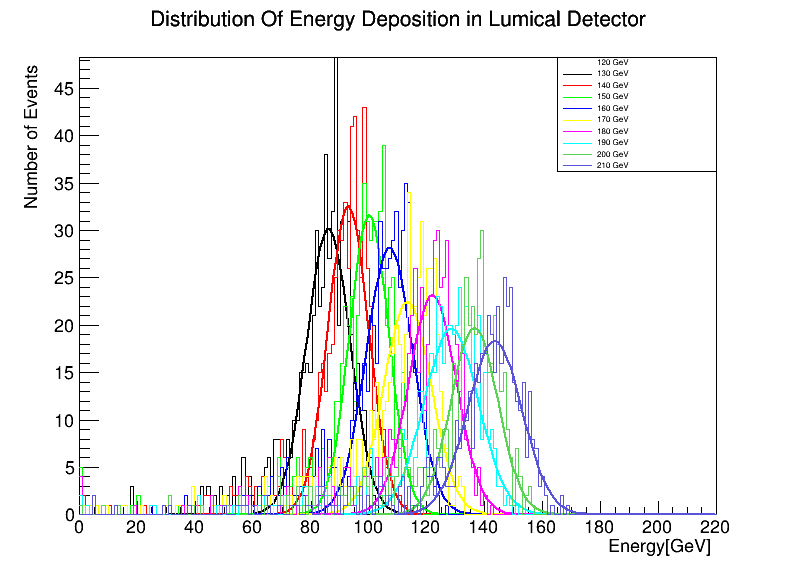 Distribution Of Energy Deposition in Lumical Detector
Number of Events
45
40
35
30
25
20
15
10
5
0
120 GeV
130 GeV
140 GeV
150 GeV
160 GeV
170 GeV
180 GeV
190 GeV
200 GeV
210 GeV
0 20 40 60 80 100 120 140 160 180 200 220
Energy[GeV]